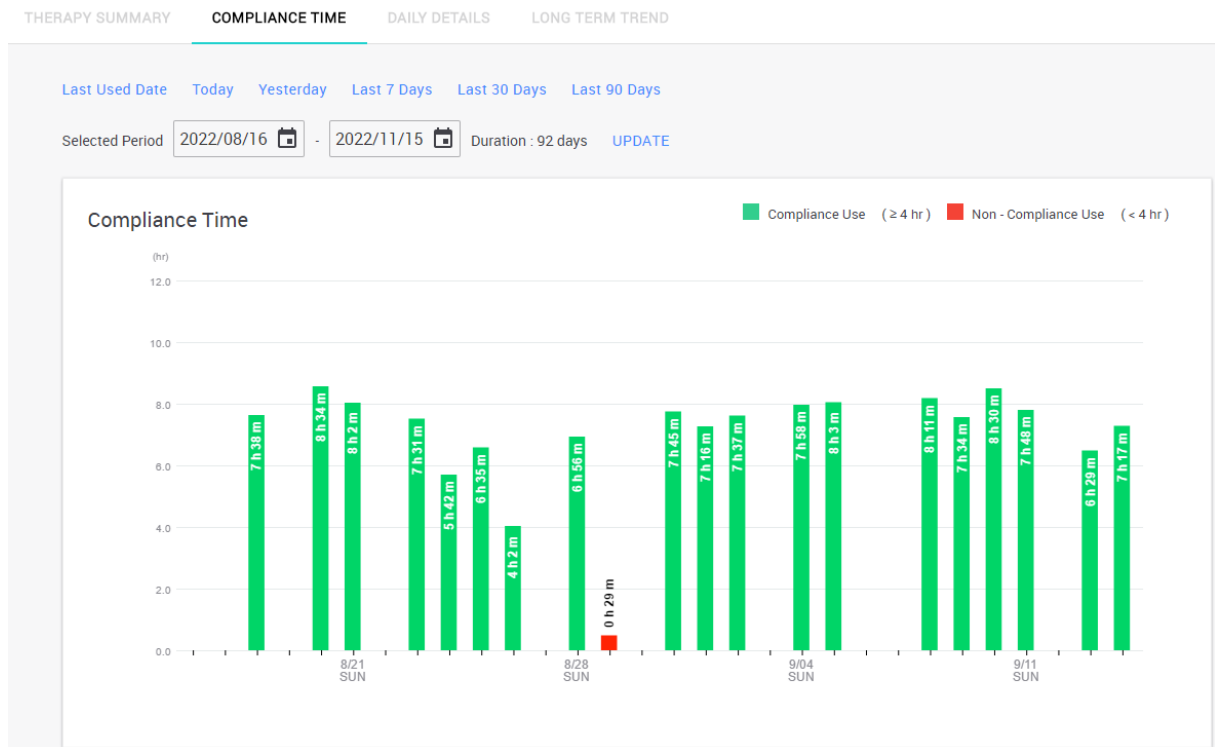 THERAPY SUMMARY COMPLIANCE TIME DAILY DETAILS LONG TERM TREND
Last Used Date Today Yesterday Last 7 Days Last 30 Days Last 90 Days
Selected Period 2022/08/16 - 2022/11/15 Duration : 92 days UPDATE
Compliance Time
Compliance Use ( ≥ 4 hr ) Non - Compliance Use ( < 4 hr )
(hr)
12.0
10.0
8.0
6.0
4.0
2.0
0.0
7 h 38 m
8 h 34 m
8 h 2 m
7 h 31 m
5 h 42 m
6 h 35 m
4 h 2 m
6 h 56 m
0 h 29 m
7 h 45 m
7 h 16 m
7 h 37 m
7 h 58 m
8 h 3 m
8 h 11 m
7 h 34 m
8 h 30 m
7 h 48 m
6 h 29 m
7 h 17 m
8/21 8/28 9/04 9/11
SUN SUN SUN SUN